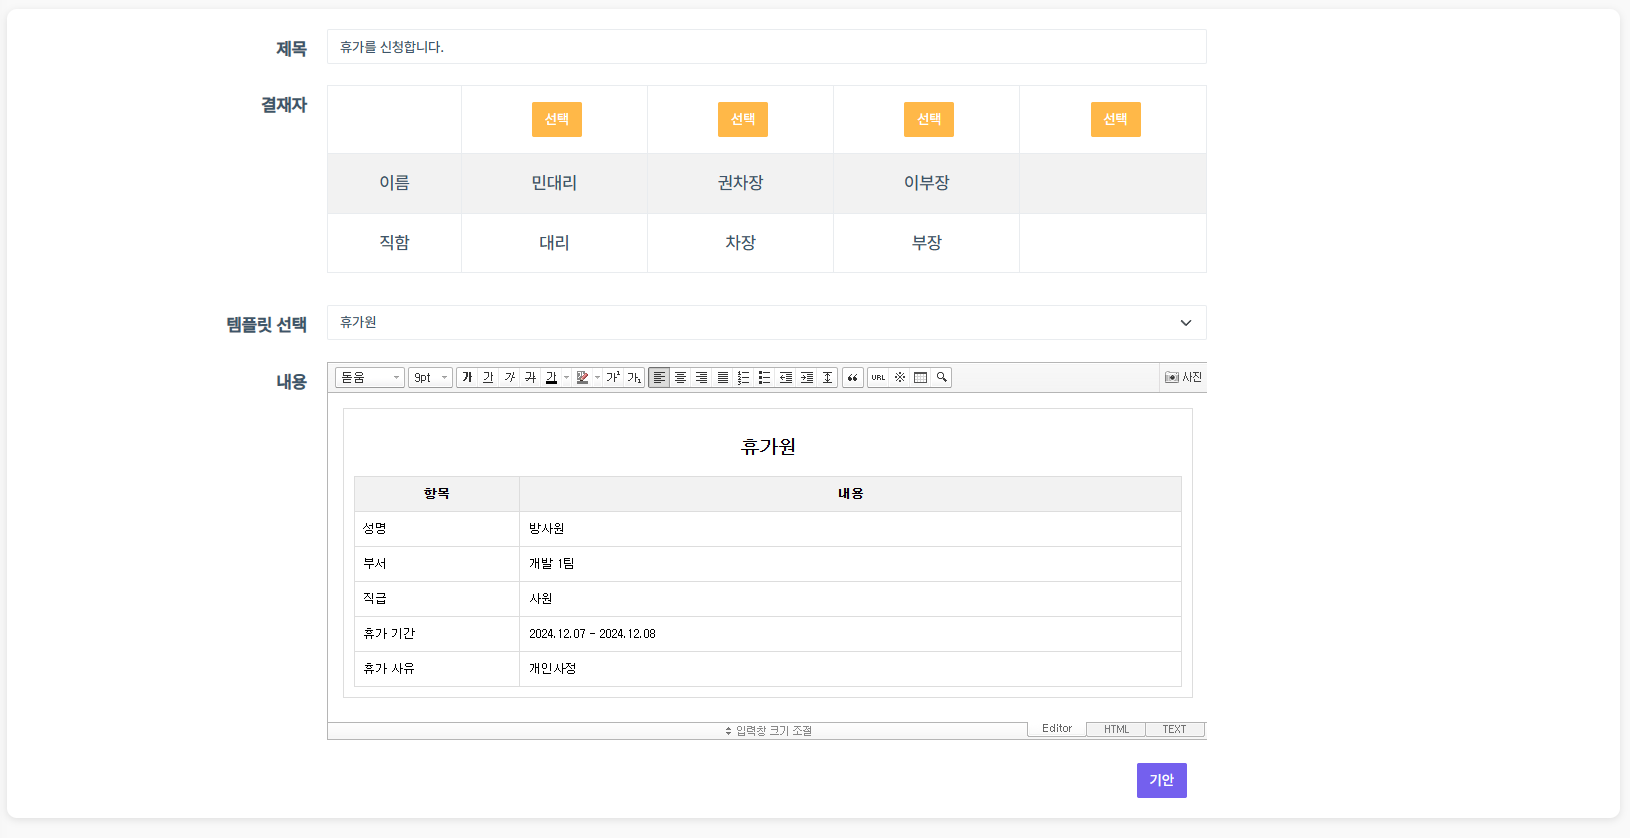 제목 휴가를 신청합니다.
결재자 선택 선택 선택 선택
이름 민대리 권차장 이부장
직함 대리 차장 부장
템플릿 선택 휴가원
내용 돋움 9pt 가 가 가 가 가 가¹ 가₁ URL ※ 사진
휴가원
항목 내용
성명 방사원
부서 개발 1팀
직급 사원
휴가 기간 2024.12.07 - 2024.12.08
휴가 사유 개인사정
입력창 크기 조절 Editor HTML TEXT
기안